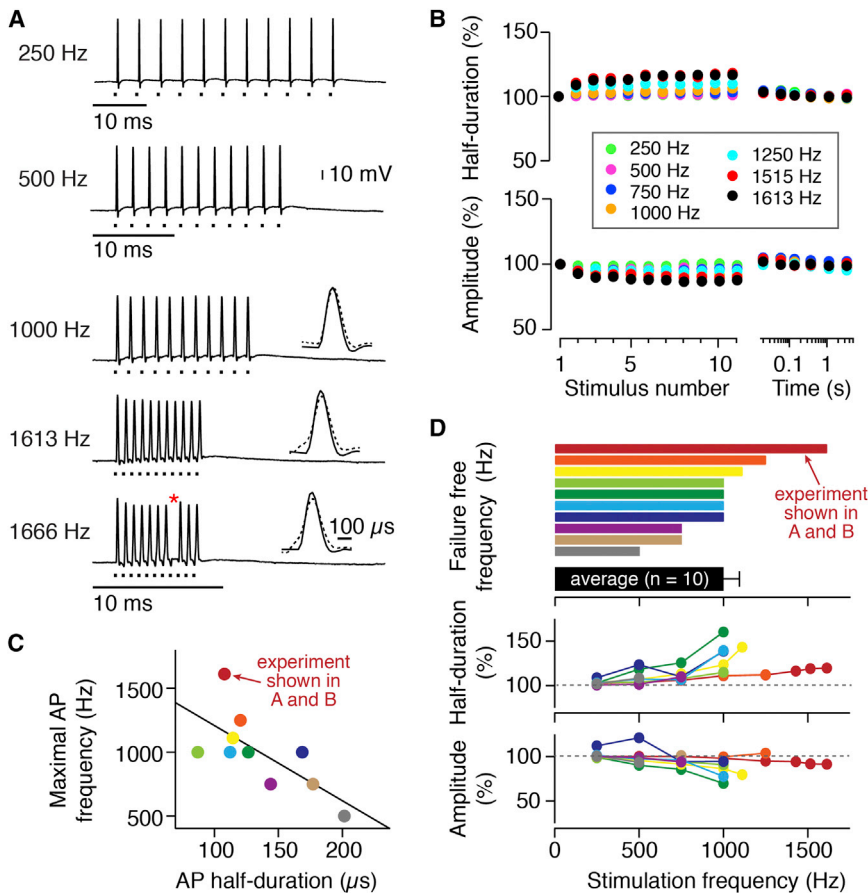 A
250 Hz
10 ms
500 Hz
10 mV
10 ms
1000 Hz
1613 Hz
1666 Hz
*
100 µs
10 ms
B
Half-duration (%)
150
100
50
250 Hz
500 Hz
750 Hz
1000 Hz
1250 Hz
1515 Hz
1613 Hz
Amplitude (%)
150
100
50
1
5
10
Stimulus number
0.1
1
Time (s)
C
Maximal AP
frequency (Hz)
1500
1000
500
experiment
shown in
A and B
100
150
200
AP half-duration (µs)
D
Failure free
frequency (Hz)
experiment
shown in
A and B
average (n = 10)
Half-duration
(%)
150
100
Amplitude
(%)
100
50
0
500
1000
1500
Stimulation frequency (Hz)